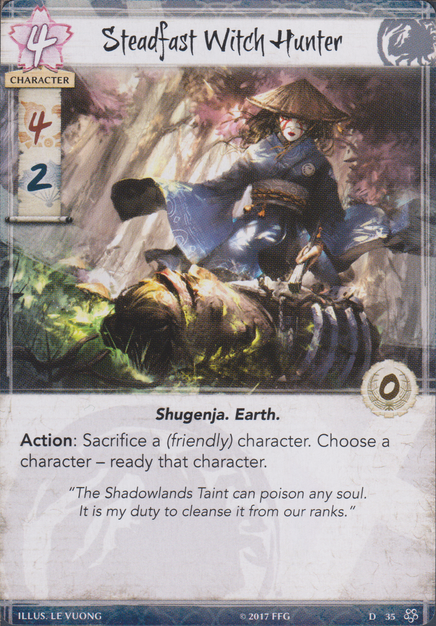 4
Steadfast Witch Hunter
CHARACTER
4
2
0
Shugenja. Earth.
Action: Sacrifice a (friendly) character. Choose a
character – ready that character.
“The Shadowlands Taint can poison any soul.
It is my duty to cleanse it from our ranks.”
ILLUS. LE VUONG © 2017 FFG D 35